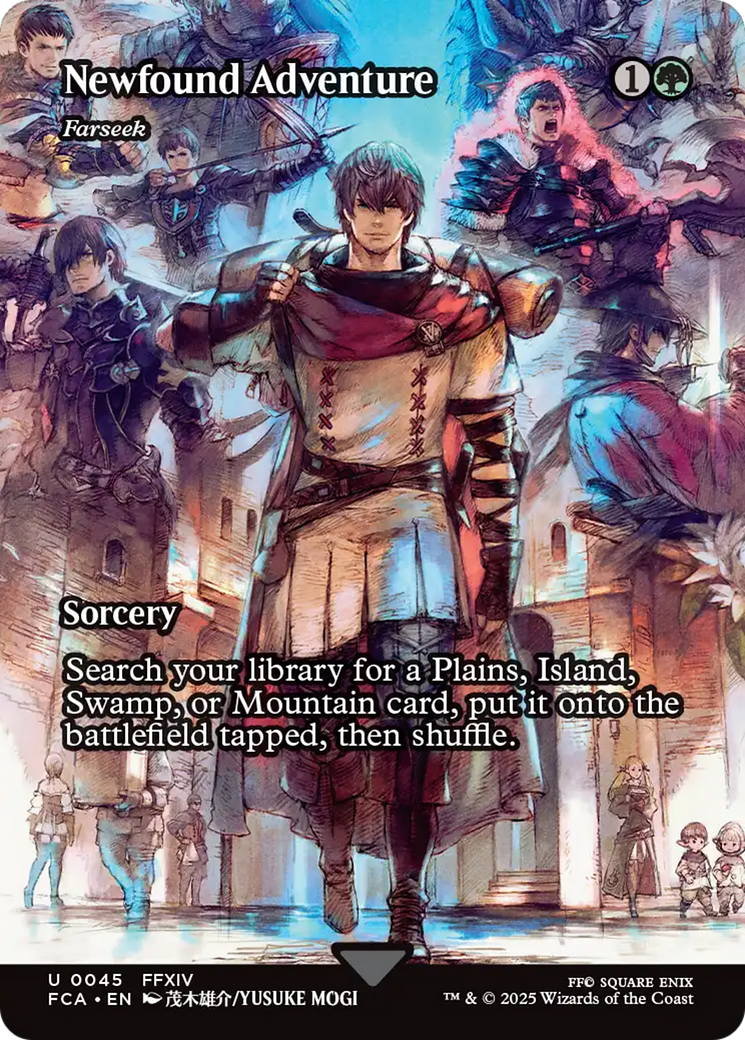 Newfound Adventure 1
Farseek
Sorcery
Search your library for a Plains, Island,
Swamp, or Mountain card, put it onto the
battlefield tapped, then shuffle.
U 0045 FFXIV
FCA • EN 茂木雄介/YUSUKE MOGI
FF© SQUARE ENIX
™ & © 2025 Wizards of the Coast